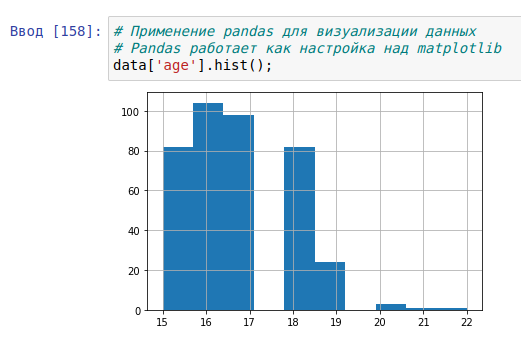 Ввод [158]: # Применение pandas для визуализации данных
# Pandas работает как настройка над matplotlib
data['age'].hist();
100
80
60
40
20
0
15 16 17 18 19 20 21 22